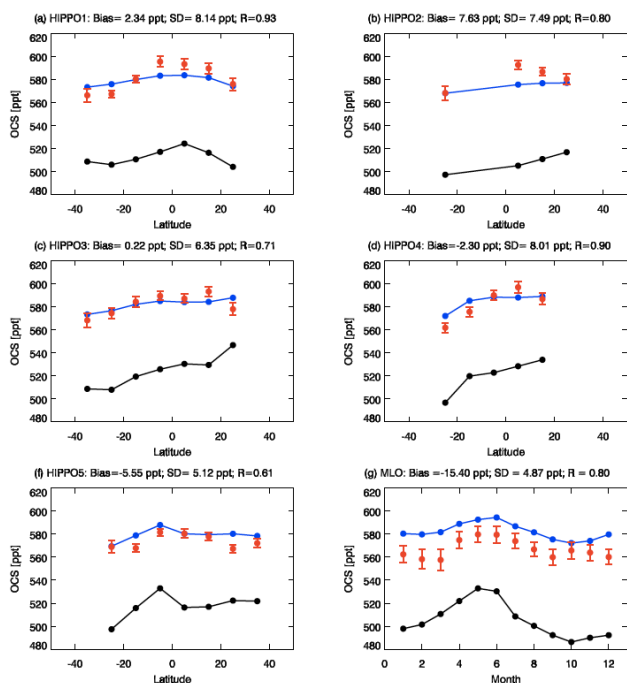 (a) HIPPO1: Bias= 2.34 ppt; SD= 8.14 ppt; R=0.93
(b) HIPPO2: Bias= 7.63 ppt; SD= 7.49 ppt; R=0.80
620
600
580
560
540
520
500
480
OCS [ppt]
-40 -20 0 20 40
Latitude
620
600
580
560
540
520
500
480
OCS [ppt]
-40 -20 0 20 40
Latitude
(c) HIPPO3: Bias= 0.22 ppt; SD= 6.35 ppt; R=0.71
(d) HIPPO4: Bias=-2.30 ppt; SD= 8.01 ppt; R=0.90
620
600
580
560
540
520
500
480
OCS [ppt]
-40 -20 0 20 40
Latitude
620
600
580
560
540
520
500
480
OCS [ppt]
-40 -20 0 20 40
Latitude
(f) HIPPO5: Bias=-5.55 ppt; SD= 5.12 ppt; R=0.61
(g) MLO: Bias =-15.40 ppt; SD= 4.87 ppt; R = 0.80
620
600
580
560
540
520
500
480
OCS [ppt]
-40 -20 0 20 40
Latitude
620
600
580
560
540
520
500
480
OCS [ppt]
0 2 4 6 8 10 12
Month